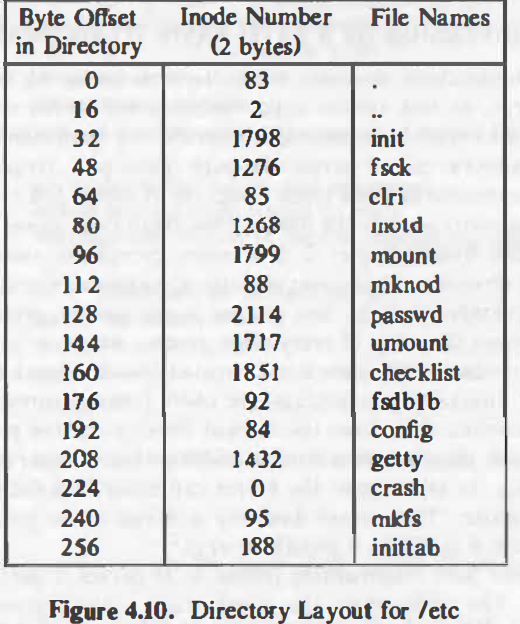 Byte Offset in Directory Inode Number (2 bytes) File Names
0 83 .
16 2 ..
32 1798 init
48 1276 fsck
64 85 clri
80 1268 motd
96 1799 mount
112 88 mknod
128 2114 passwd
144 1717 umount
160 1851 checklist
176 92 fsdb1b
192 84 config
208 1432 getty
224 0 crash
240 95 mkfs
256 188 inittab
Figure 4.10. Directory Layout for /etc